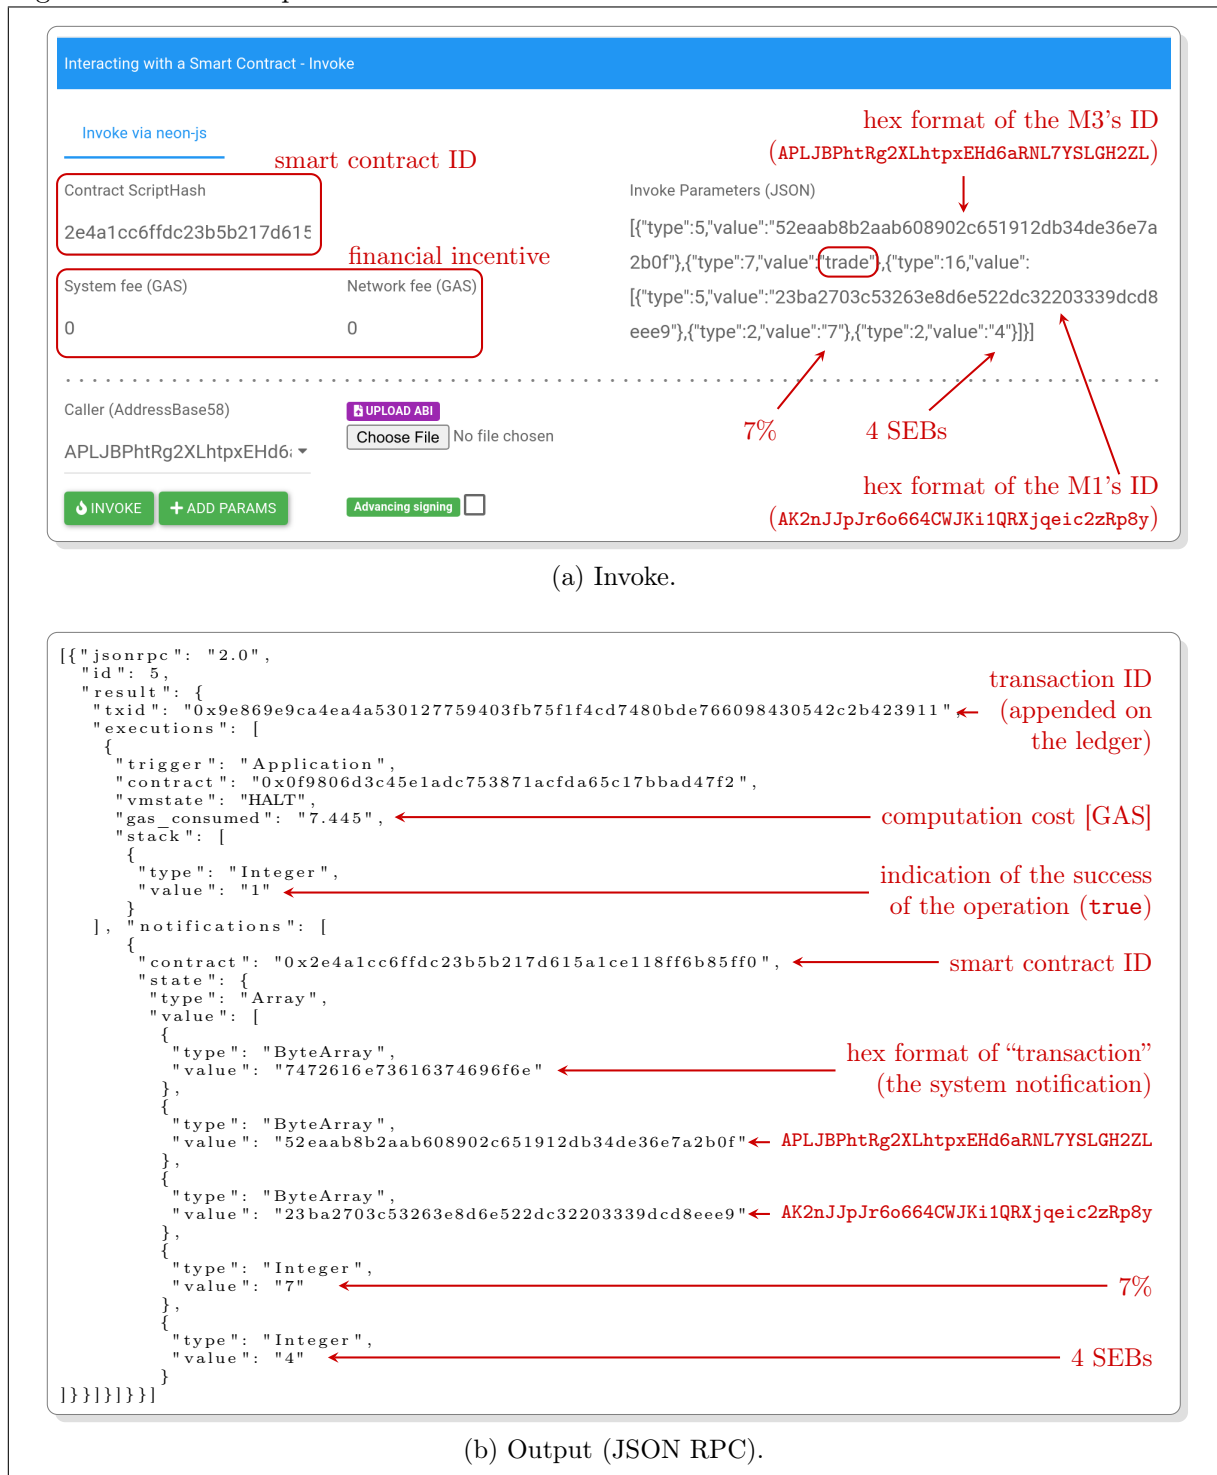 Interacting with a Smart Contract - Invoke
Invoke via neon-js
hex format of the M3's ID
(APLJBPhtRg2XLhtpxEHd6aRNL7YSLGH2ZL)
smart contract ID
Contract ScriptHash
2e4a1cc6ffdc23b5b217d615
Invoke Parameters (JSON)
[{"type":5,"value":"52eaab8b2aab608902c651912db34de36e7a
2b0f"},{"type":7,"value":"trade"},{"type":16,"value":
[{"type":5,"value":"23ba2703c53263e8d6e522dc32203339dcd8
eee9"},{"type":2,"value":"7"},{"type":2,"value":"4"}]}]
financial incentive
System fee (GAS)
Network fee (GAS)
0
0
Caller (AddressBase58)
APLJBPhtRg2XLhtpxEHd6
UPLOAD ABI
Choose File No file chosen
7%
4 SEBs
INVOKE
ADD PARAMS
Advancing signing
hex format of the M1's ID
(AK2nJJpJr6o664CWJKi1QRXjqeic2zRp8y)
(a) Invoke.
[{"jsonrpc": "2.0",
"id": 5,
"result": {
"txid": "0x9e869e9ca4ea4a530127759403fb75f1f4cd7480bde766098430542c2b423911",
"executions": [
{
"trigger": "Application",
"contract": "0x0f9806d3c45e1adc753871acfda65c17bbad47f2",
"vmstate": "HALT",
"gas_consumed": "7.445",
"stack": [
{
"type": "Integer",
"value": "1"
}
], "notifications": [
{
"contract": "0x2e4a1cc6ffdc23b5b217d615a1ce118ff6b85ff0",
"state": {
"type": "Array",
"value": [
{
"type": "ByteArray",
"value": "7472616e73616374696f6e"
},
{
"type": "ByteArray",
"value": "52eaab8b2aab608902c651912db34de36e7a2b0f"
},
{
"type": "ByteArray",
"value": "23ba2703c53263e8d6e522dc32203339dcd8eee9"
},
{
"type": "Integer",
"value": "7"
},
{
"type": "Integer",
"value": "4"
}
]}}]}]}}]
transaction ID
(appended on
the ledger)
computation cost [GAS]
indication of the success
of the operation (true)
smart contract ID
hex format of “transaction”
(the system notification)
APLJBPhtRg2XLhtpxEHd6aRNL7YSLGH2ZL
AK2nJJpJr6o664CWJKi1QRXjqeic2zRp8y
7%
4 SEBs
(b) Output (JSON RPC).